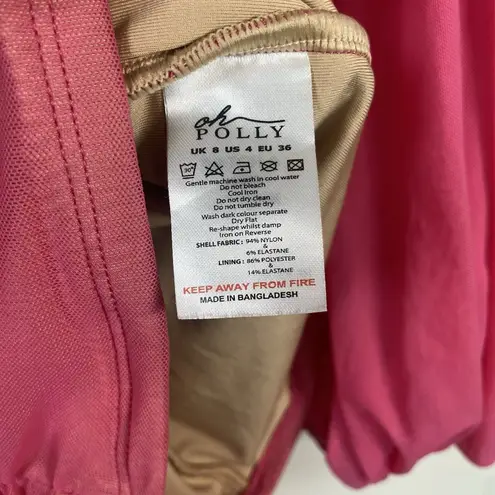 oh
POLLY
UK 8 US 4 EU 36
30°
Gentle machine wash in cool water
Do not bleach
Cool Iron
Do not dry clean
Do not tumble dry
Wash dark colour separate
Dry Flat
Re-shape whilst damp
Iron on Reverse
SHELL FABRIC: 94% NYLON
&
6% ELASTANE
LINING : 86% POLYESTER
&
14% ELASTANE
KEEP AWAY FROM FIRE
MADE IN BANGLADESH